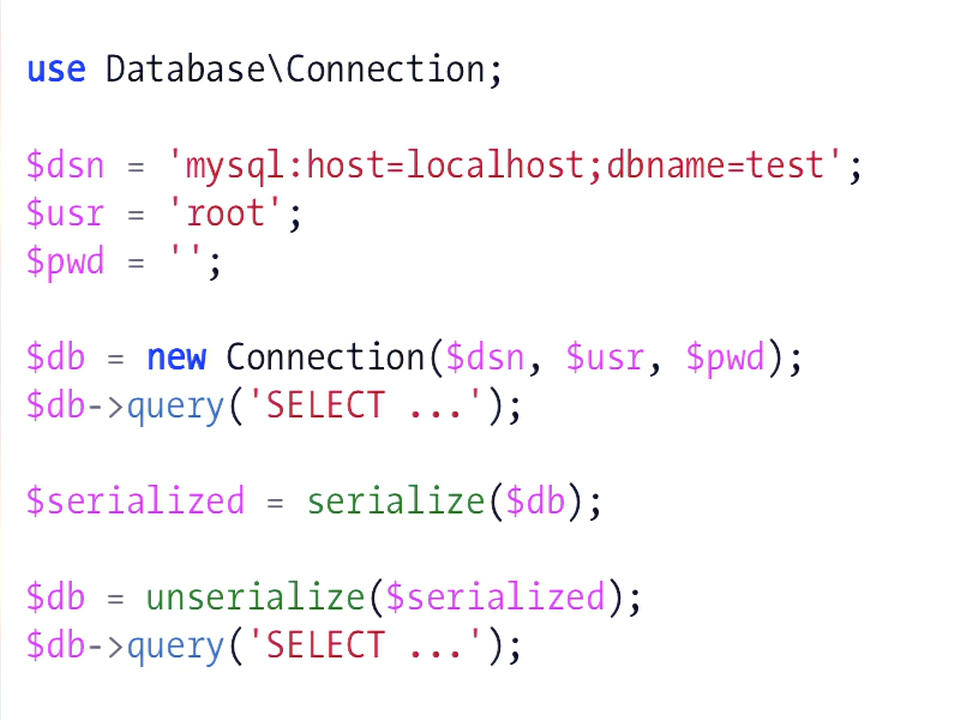 use Database\Connection;
$dsn = 'mysql:host=localhost;dbname=test';
$usr = 'root';
$pwd = '';
$db = new Connection($dsn, $usr, $pwd);
$db->query('SELECT ...');
$serialized = serialize($db);
$db = unserialize($serialized);
$db->query('SELECT ...');